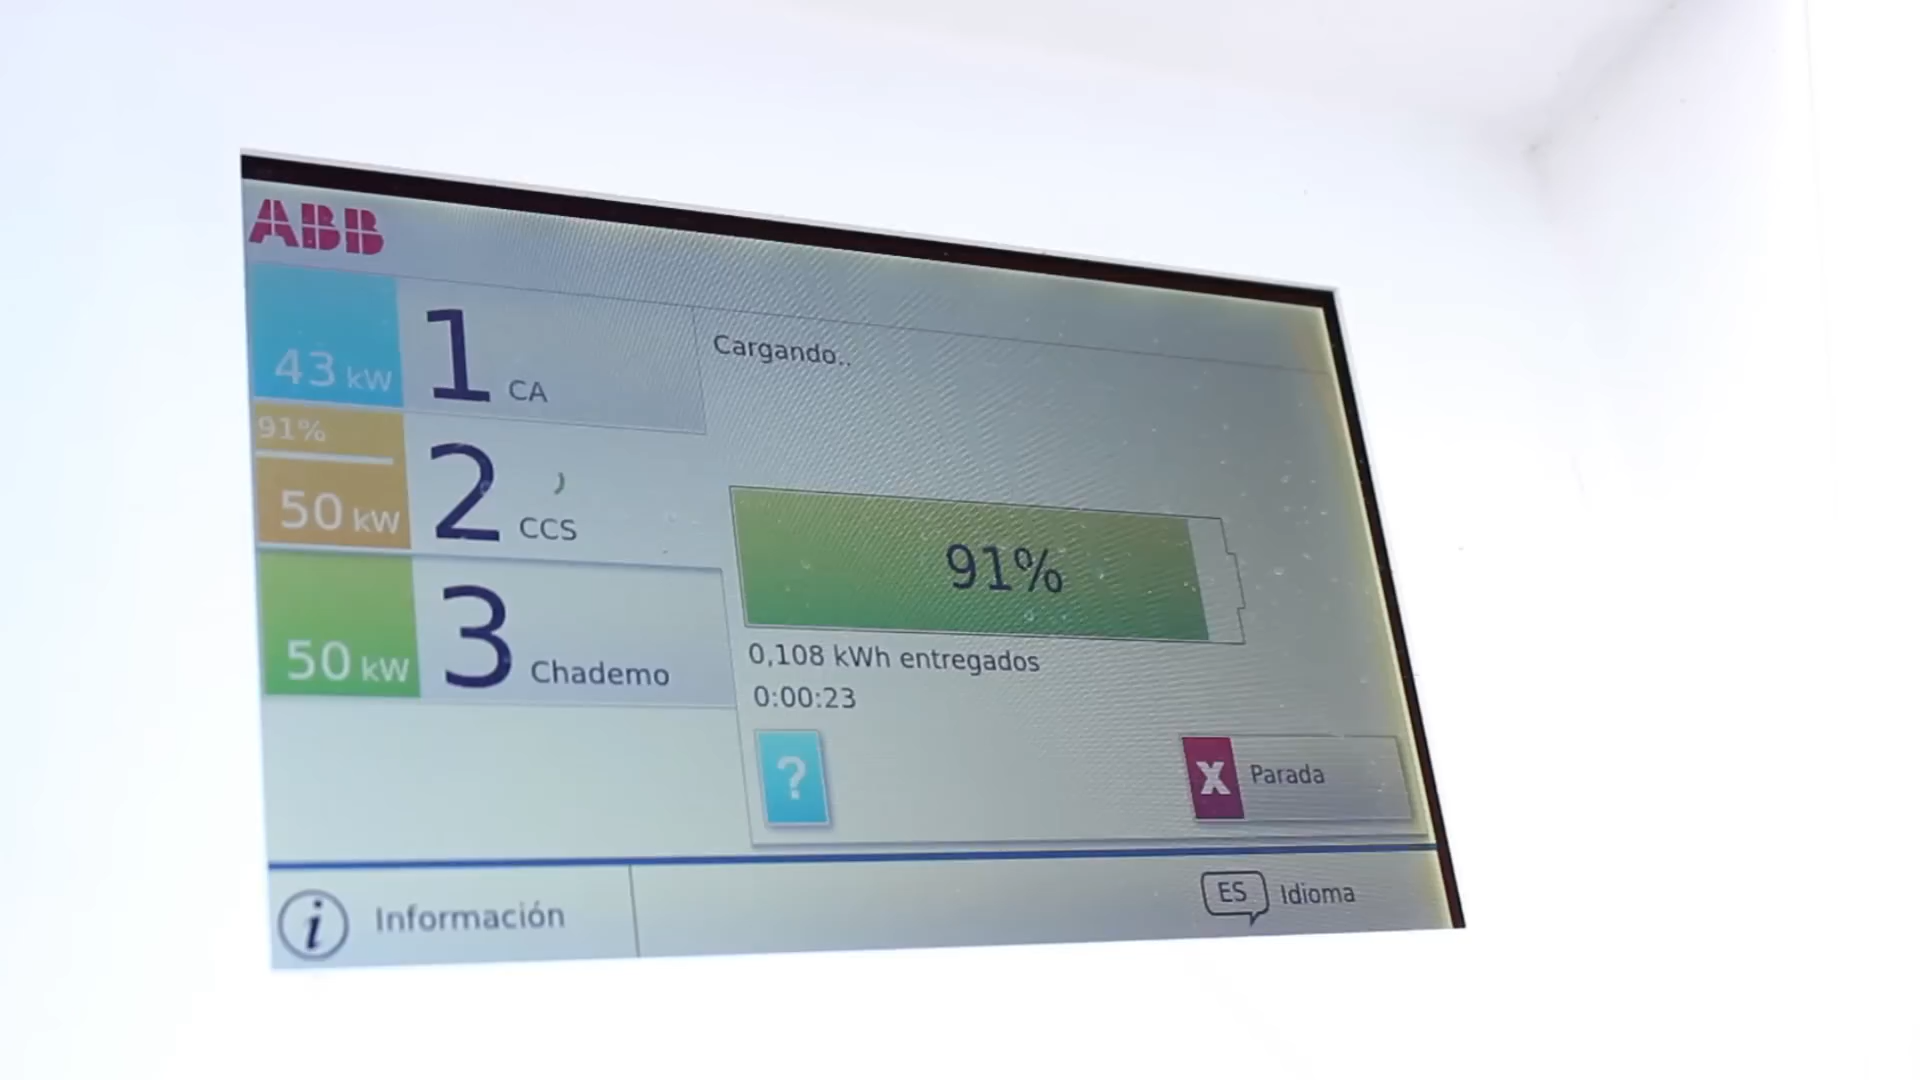 ABB
43 kW
1 CA
91%
50 kW
2 CCS
50 kW
3 Chademo
Cargando..
91%
0,108 kWh entregados
0:00:23
?
X Parada
i Información
ES Idioma